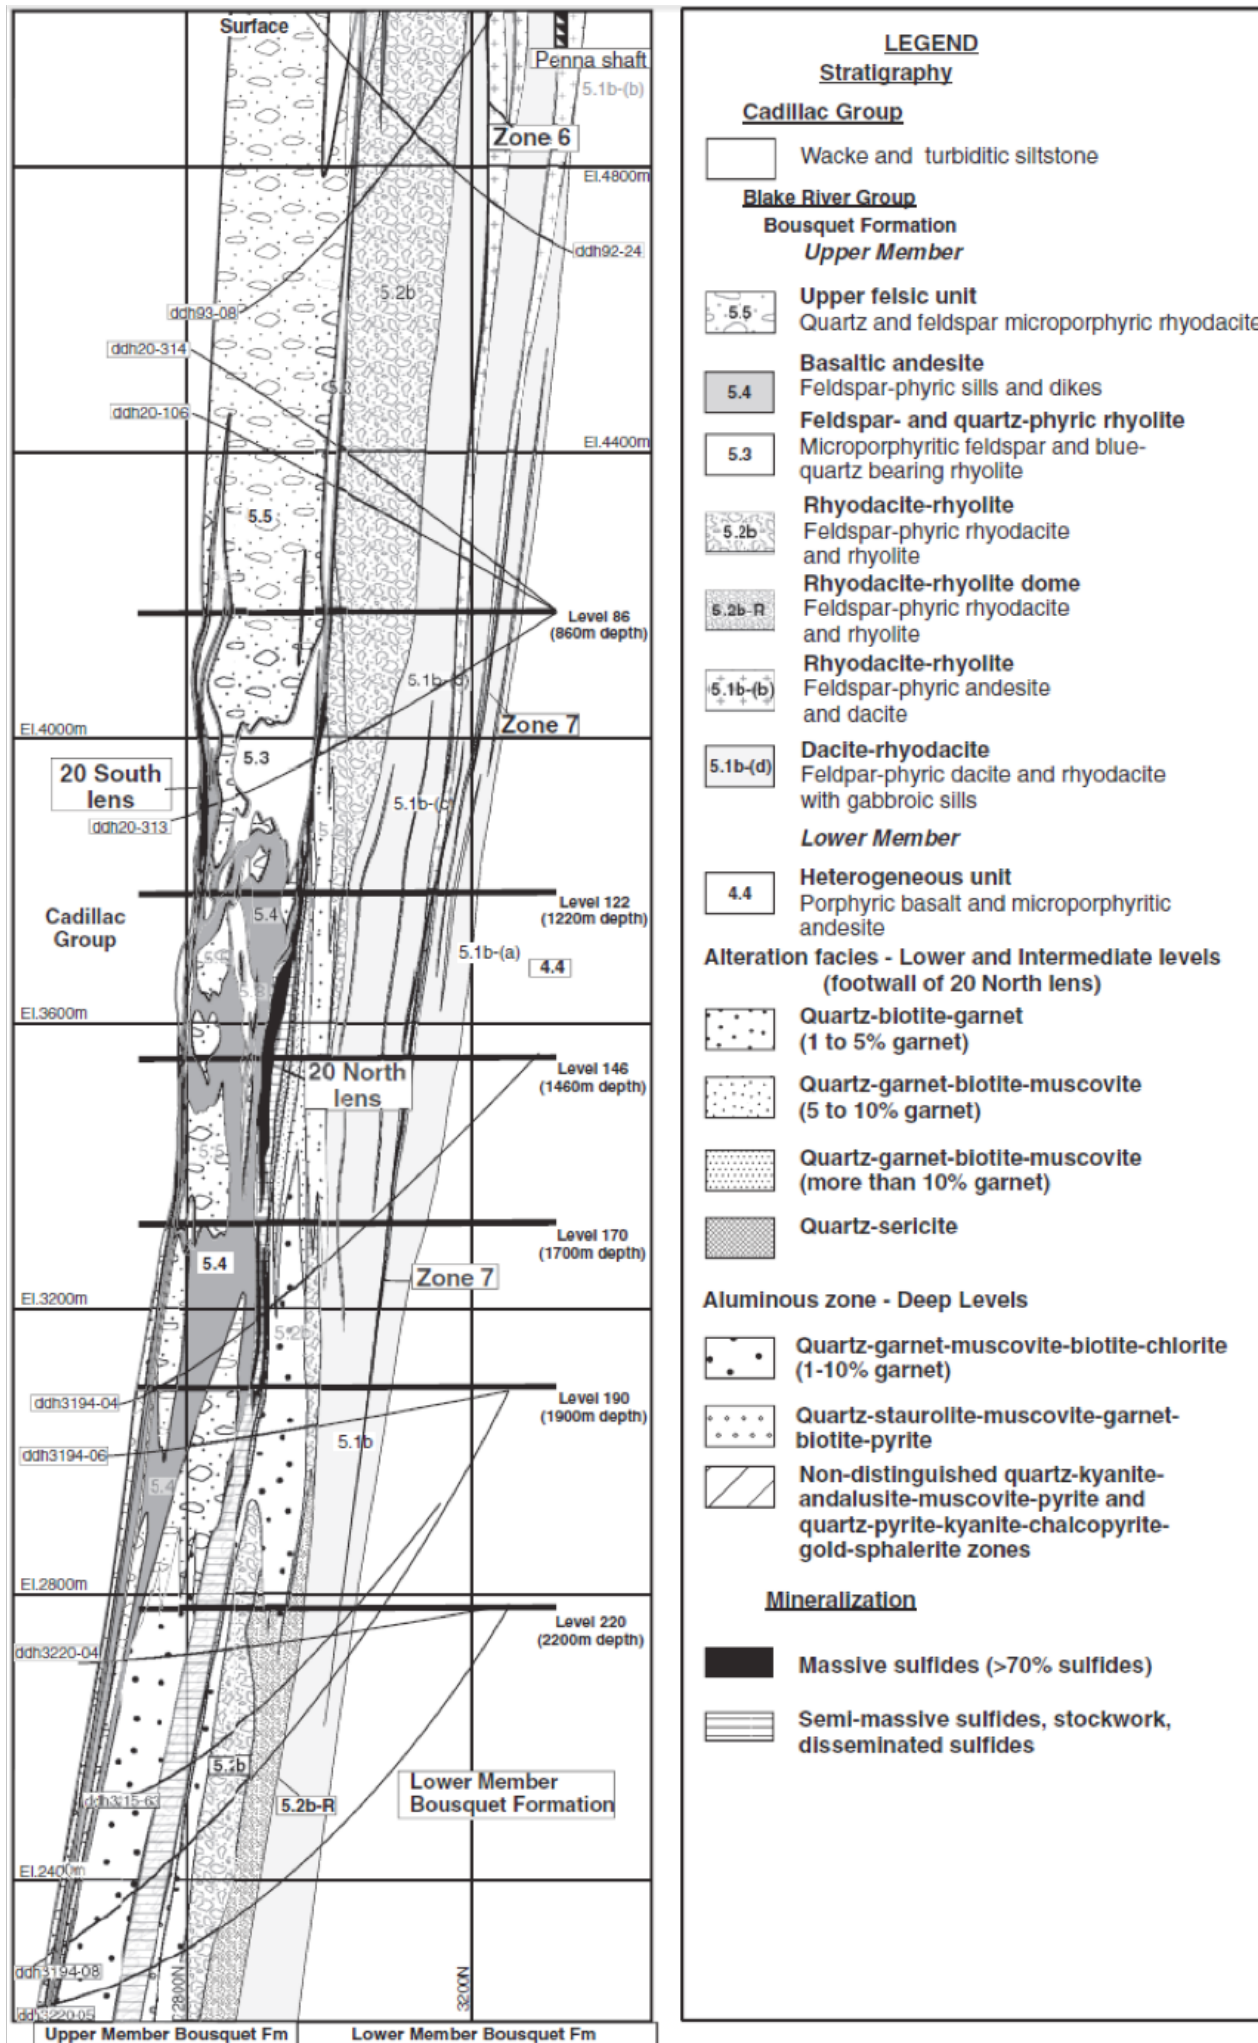 Surface
Penna shaft
5.1b-(b)
Zone 6
El.4800m
ddh92-24
5.2b
ddh93-08
ddh20-314
5.3
ddh20-106
El.4400m
5.5
Level 86
(860m depth)
5.1b-(d)
Zone 7
El.4000m
5.3
20 South
lens
5.1b-(c)
ddh20-313
Level 122
(1220m depth)
5.4
Cadillac
Group
5.1b-(a)
4.4
5.5
5.3
El.3600m
Level 146
(1460m depth)
20 North
lens
5.5
Level 170
(1700m depth)
5.4
Zone 7
El.3200m
5.2b
ddh3194-04
Level 190
(1900m depth)
ddh3194-06
5.1b
5.4
El.2800m
Level 220
(2200m depth)
ddh3220-04
5.2b
Lower Member
Bousquet Formation
ddh3215-63
5.2b-R
El.2400m
ddh3194-08
2800N
3200N
ddh3220-05
Upper Member Bousquet Fm
Lower Member Bousquet Fm
LEGEND
Stratigraphy
Cadillac Group
Wacke and turbiditic siltstone
Blake River Group
Bousquet Formation
Upper Member
5.5
Upper felsic unit
Quartz and feldspar microporphyric rhyodacite
5.4
Basaltic andesite
Feldspar-phyric sills and dikes
5.3
Feldspar- and quartz-phyric rhyolite
Microporphyritic feldspar and blue-
quartz bearing rhyolite
5.2b
Rhyodacite-rhyolite
Feldspar-phyric rhyodacite
and rhyolite
5.2b-R
Rhyodacite-rhyolite dome
Feldspar-phyric rhyodacite
and rhyolite
5.1b-(b)
Rhyodacite-rhyolite
Feldspar-phyric andesite
and dacite
5.1b-(d)
Dacite-rhyodacite
Feldpar-phyric dacite and rhyodacite
with gabbroic sills
Lower Member
4.4
Heterogeneous unit
Porphyric basalt and microporphyritic
andesite
Alteration facies - Lower and Intermediate levels
(footwall of 20 North lens)
Quartz-biotite-garnet
(1 to 5% garnet)
Quartz-garnet-biotite-muscovite
(5 to 10% garnet)
Quartz-garnet-biotite-muscovite
(more than 10% garnet)
Quartz-sericite
Aluminous zone - Deep Levels
Quartz-garnet-muscovite-biotite-chlorite
(1-10% garnet)
Quartz-staurolite-muscovite-garnet-
biotite-pyrite
Non-distinguished quartz-kyanite-
andalusite-muscovite-pyrite and
quartz-pyrite-kyanite-chalcopyrite-
gold-sphalerite zones
Mineralization
Massive sulfides (>70% sulfides)
Semi-massive sulfides, stockwork,
disseminated sulfides